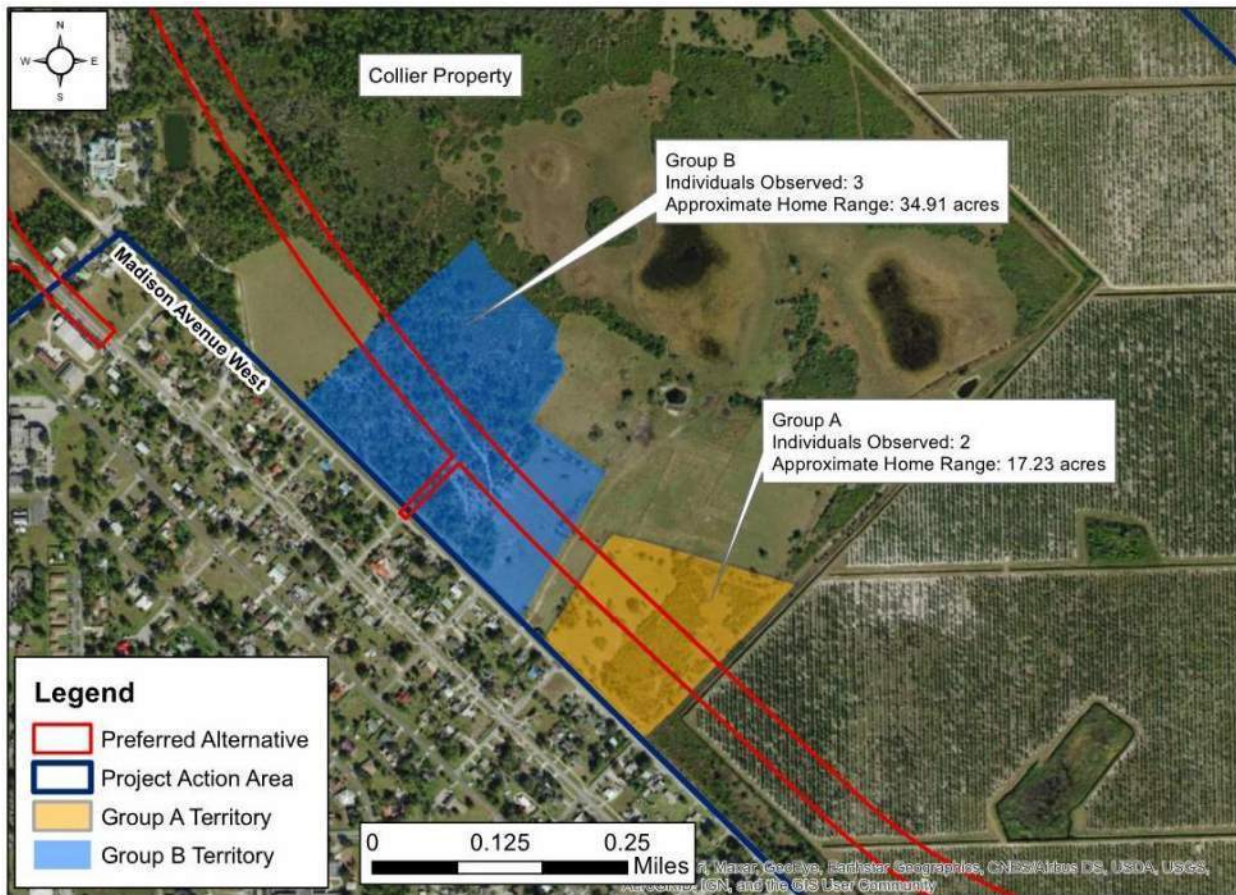 N
W E
S
Collier Property
Group B
Individuals Observed: 3
Approximate Home Range: 34.91 acres
Madison Avenue West
Group A
Individuals Observed: 2
Approximate Home Range: 17.23 acres
Legend
Preferred Alternative
Project Action Area
Group A Territory
Group B Territory
0 0.125 0.25
Miles
Maxar, GeoEye, Earthstar Geographics, CNES/Airbus DS, USDA, USGS,
IGN, and the GIS User Community